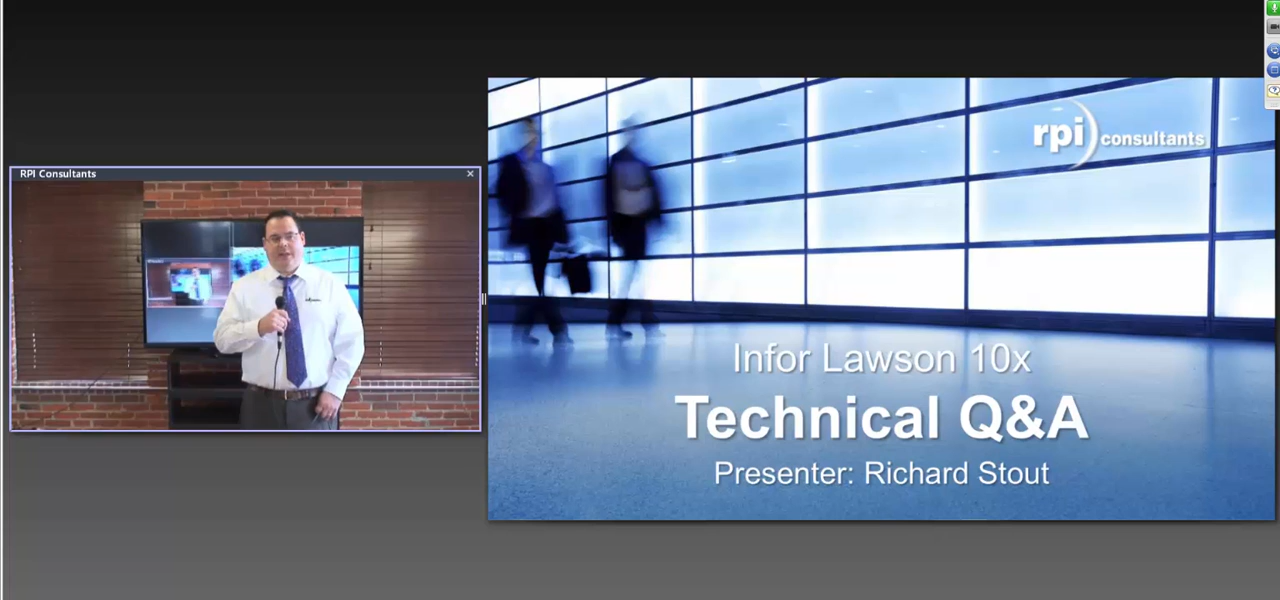 RPI Consultants
rpi consultants
Infor Lawson 10x
Technical Q&A
Presenter: Richard Stout